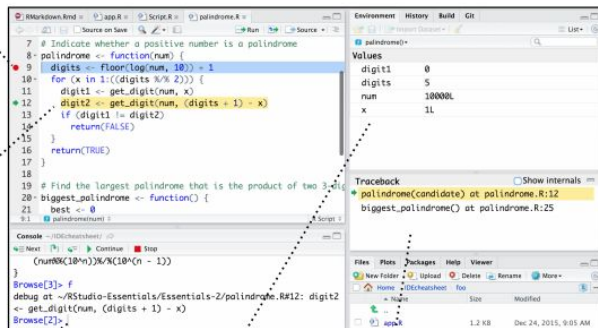 RMarkdown.Rmd app.R Script.R palindrome.R
Source on Save Run Source
7 # Indicate whether a positive number is a palindrome
8 palindrome <- function(num) {
9 digits <- floor(log(num, 10)) + 1
10 for (x in 1:((digits %/% 2))) {
11 digit1 <- get_digit(num, x)
12 digit2 <- get_digit(num, (digits + 1) - x)
13 if (digit1 != digit2)
14 return(FALSE)
15 }
16 return(TRUE)
17 }
18
19 # Find the largest palindrome that is the product of two 3-dig
20 biggest_palindrome <- function() {
21 best <- 0
9:1 palindrome(num) R Script
Console ~/IDEcheatsheet/
Next Continue Stop
(num%%(10^n))%/%(10^(n - 1))
}
Browse[3]> f
debug at ~/RStudio-Essentials/Essentials-2/palindrome.R#12: digit2
<- get_digit(num, (digits + 1) - x)
Browse[2]>
Environment History Build Git
Import Dataset List
palindrome()
Values
digit1 0
digits 5
num 10000L
x 1L
Traceback Show internals
palindrome(candidate) at palindrome.R:12
biggest_palindrome() at palindrome.R:25
Files Plots Packages Help Viewer
New Folder Upload Delete Rename More
Home IDEcheatsheet foo
Name Size Modified
..
app.R 1.2 KB Dec 24, 2015, 9:05 AM